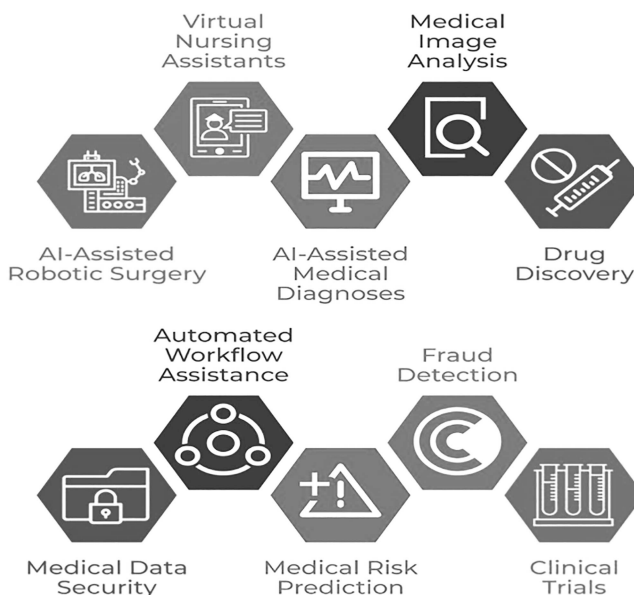 Virtual
Nursing
Assistants
Medical
Image
Analysis
AI-Assisted
Robotic Surgery
AI-Assisted
Medical
Diagnoses
Drug
Discovery
Automated
Workflow
Assistance
Fraud
Detection
Medical Data
Security
Medical Risk
Prediction
Clinical
Trials